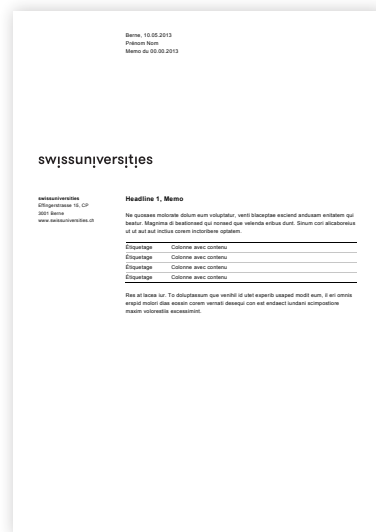 Berne, 10.05.2013
Prénom Nom
Memo du 00.00.2013
swissuniversities
swissuniversities
Effingerstrasse 15, CP
3001 Berne
www.swissuniversities.ch
Headline 1, Memo
Ne quosaes molorate dolum eum voluptatur, venti blaceptae esciend andusam enitatem qui
beatur. Magnima di beationsed qui nonsed que velenda eribus dunt. Sinum cori alicaboreius
ut ut aut aut inctius corem inctoribere optatem.
Étiquetage Colonne avec contenu
Étiquetage Colonne avec contenu
Étiquetage Colonne avec contenu
Étiquetage Colonne avec contenu
Res at lacea iur. To doluptassum que venihil id utet experib usaped modit eum, il eri omnis
erspid molori dias eossin corem vernati desequi con est endaect iundani scimpostiore
maxim volorestiis excessimint.